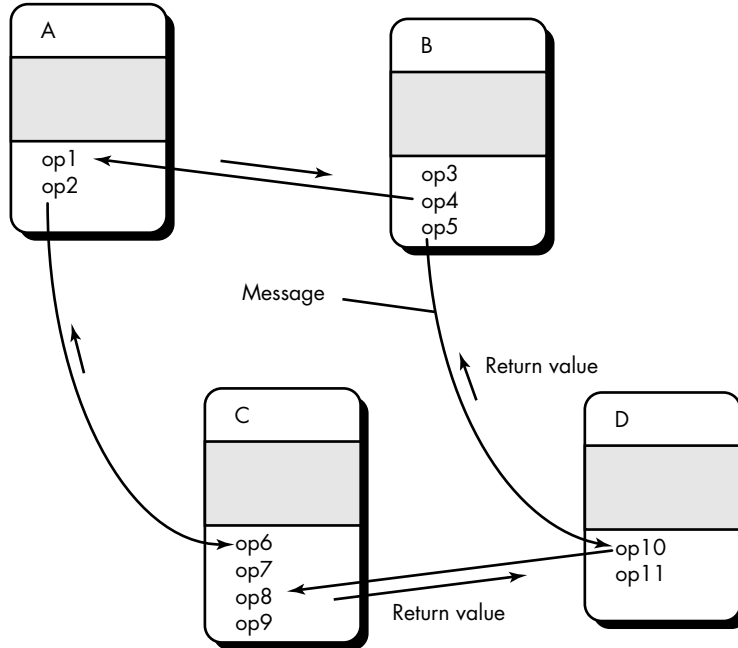 A
op1
op2
B
op3
op4
op5
Message
Return value
C
op6
op7
op8
op9
Return value
D
op10
op11